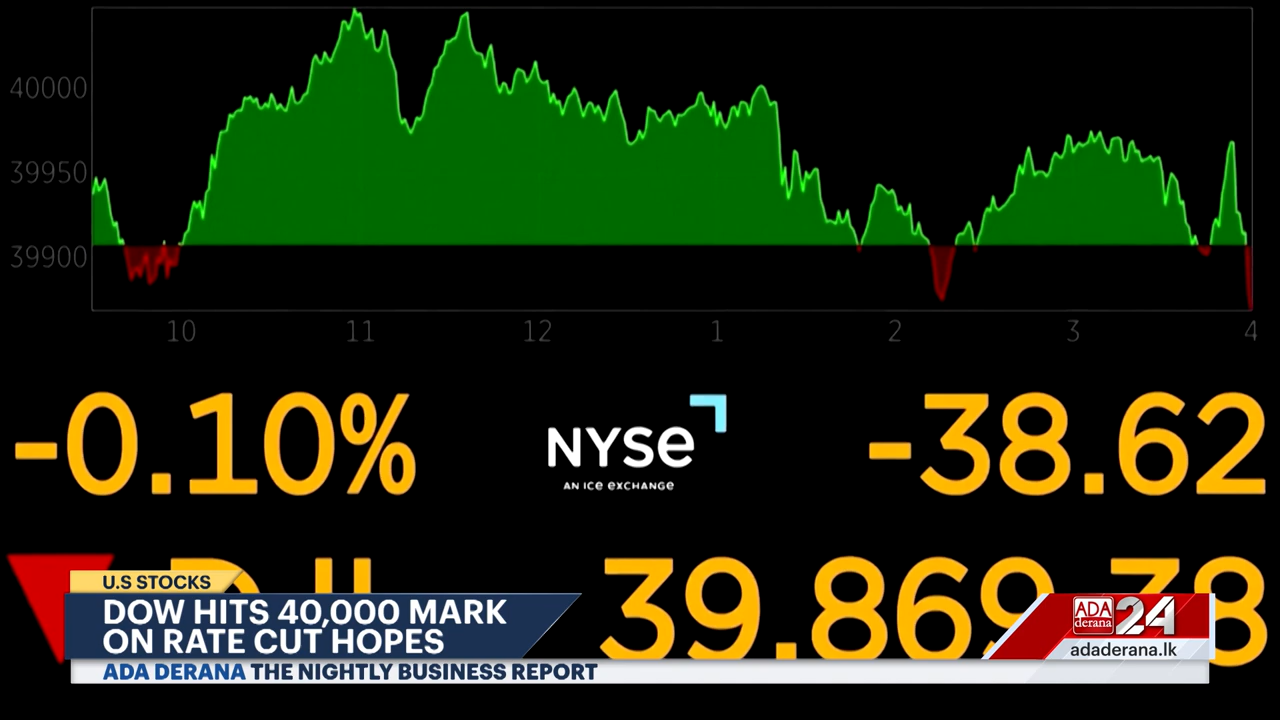 40000
39950
39900
10 11 12 1 2 3 4
-0.10%
NYSE
AN ICE EXCHANGE
-38.62
U.S STOCKS
DOW HITS 40,000 MARK
ON RATE CUT HOPES
ADA DERANA THE NIGHTLY BUSINESS REPORT
39.869
ADA
derana
24
adaderana.lk